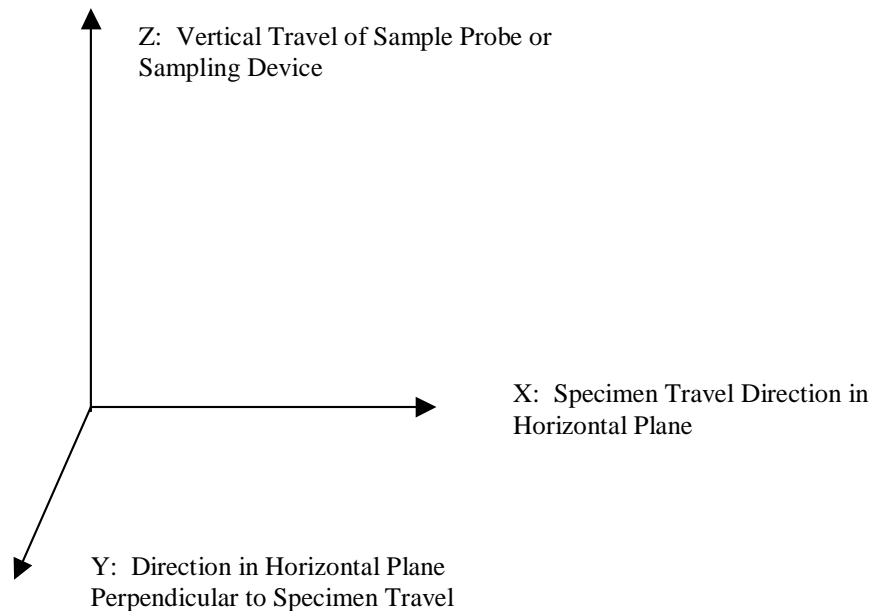 Z:  Vertical Travel of Sample Probe or
Sampling Device
X:  Specimen Travel Direction in
Horizontal Plane
Y:  Direction in Horizontal Plane
Perpendicular to Specimen Travel